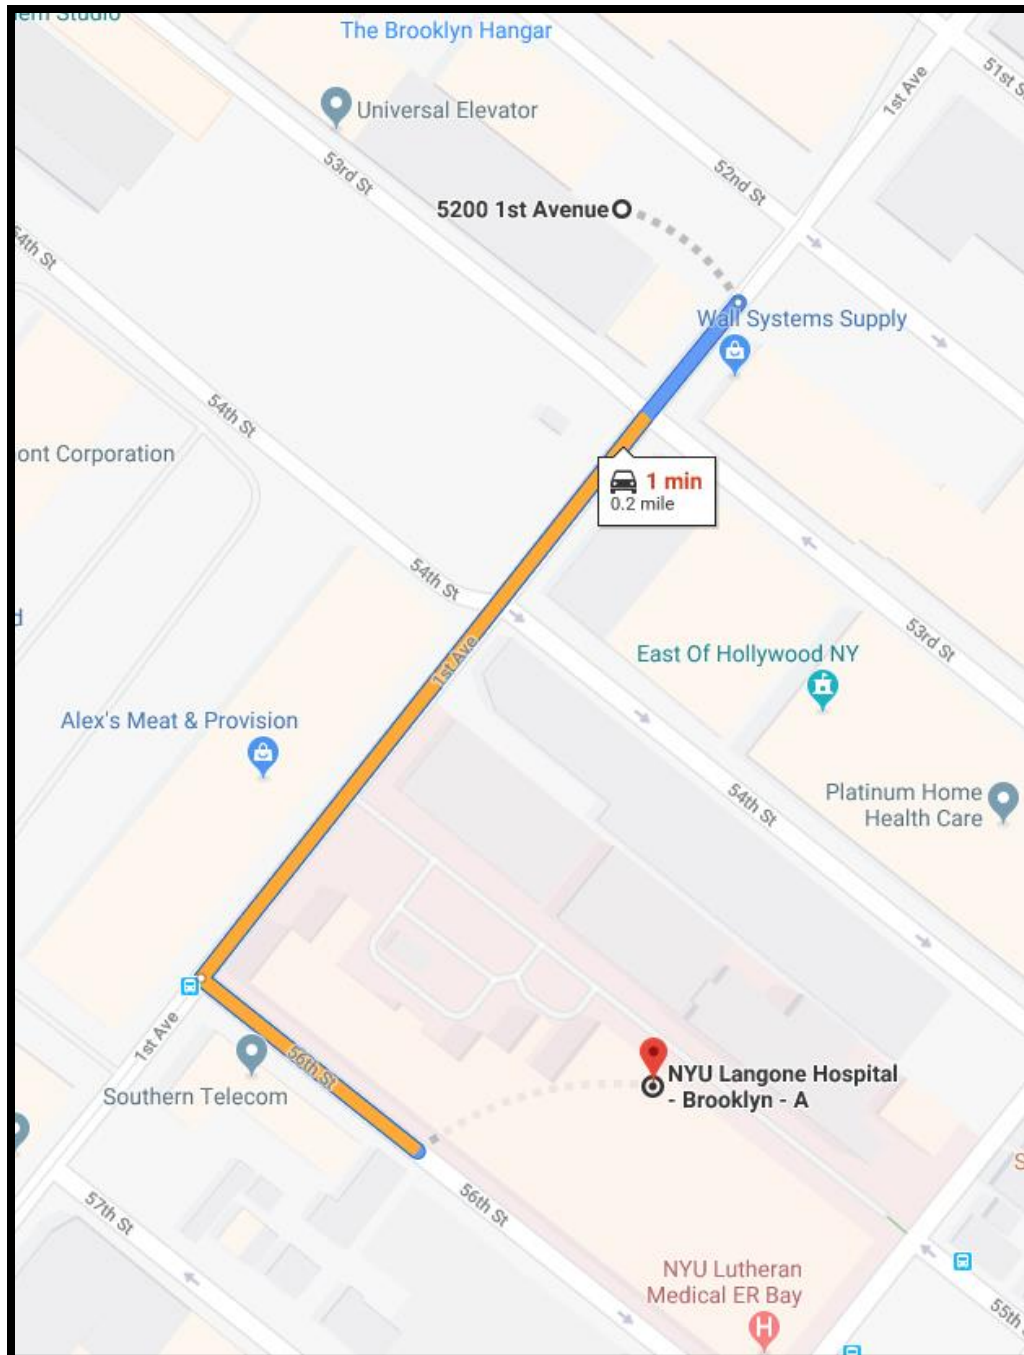 The Brooklyn Hangar
1st Ave
Universal Elevator
53rd St
52nd St
5200 1st Avenue
54th St
Wall Systems Supply
54th St
ont Corporation
1 min
0.2 mile
54th St
53rd St
1st Ave
East Of Hollywood NY
Alex's Meat & Provision
54th St
Platinum Home
Health Care
1st Ave
56th St
Southern Telecom
NYU Langone Hospital
- Brooklyn - A
57th St
56th St
NYU Lutheran
Medical ER Bay
H
55th